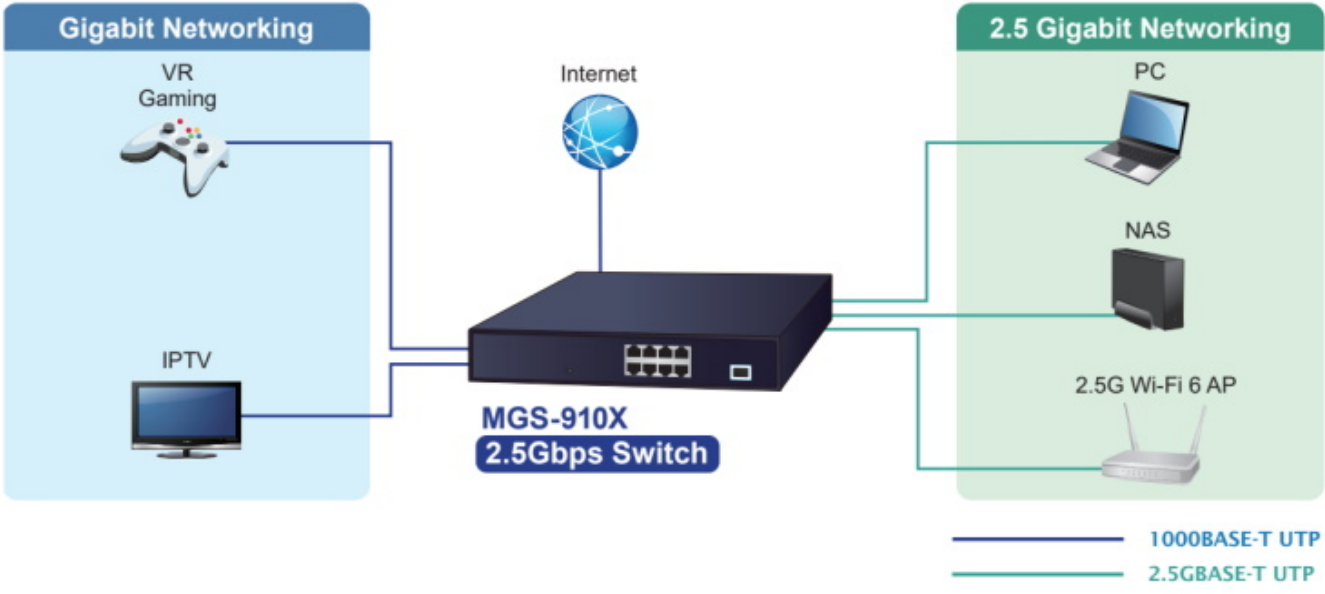 Gigabit Networking
VR
Gaming
IPTV
Internet
MGS-910X
2.5Gbps Switch
2.5 Gigabit Networking
PC
NAS
2.5G Wi-Fi 6 AP
1000BASE-T UTP
2.5GBASE-T UTP